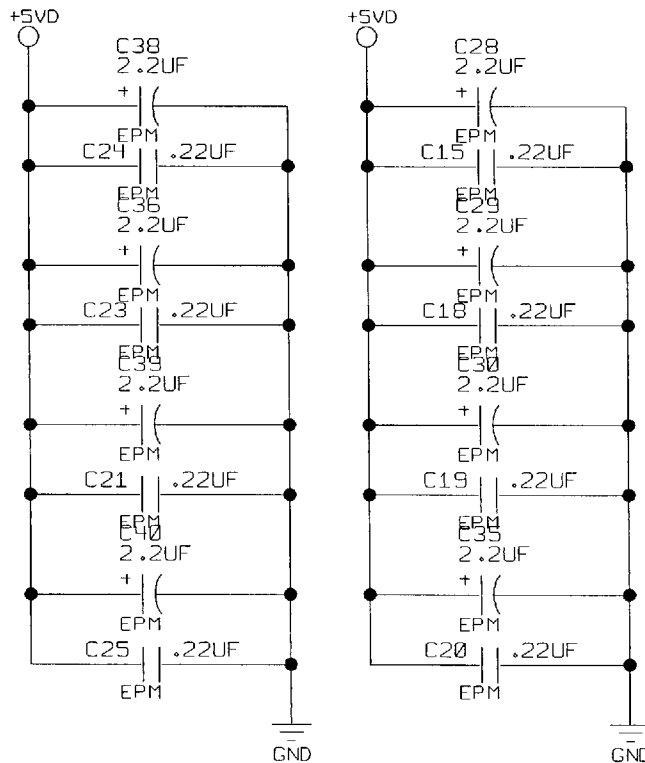 +5VD
C38
2.2UF
+
EPM
C24 .22UF
EPM
C36
2.2UF
+
EPM
C23 .22UF
EPM
C39
2.2UF
+
EPM
C21 .22UF
EPM
C40
2.2UF
+
EPM
C25 .22UF
EPM
GND
+5VD
C28
2.2UF
+
EPM
C15 .22UF
EPM
C29
2.2UF
+
EPM
C18 .22UF
EPM
C30
2.2UF
+
EPM
C19 .22UF
EPM
C35
2.2UF
+
EPM
C20 .22UF
EPM
GND